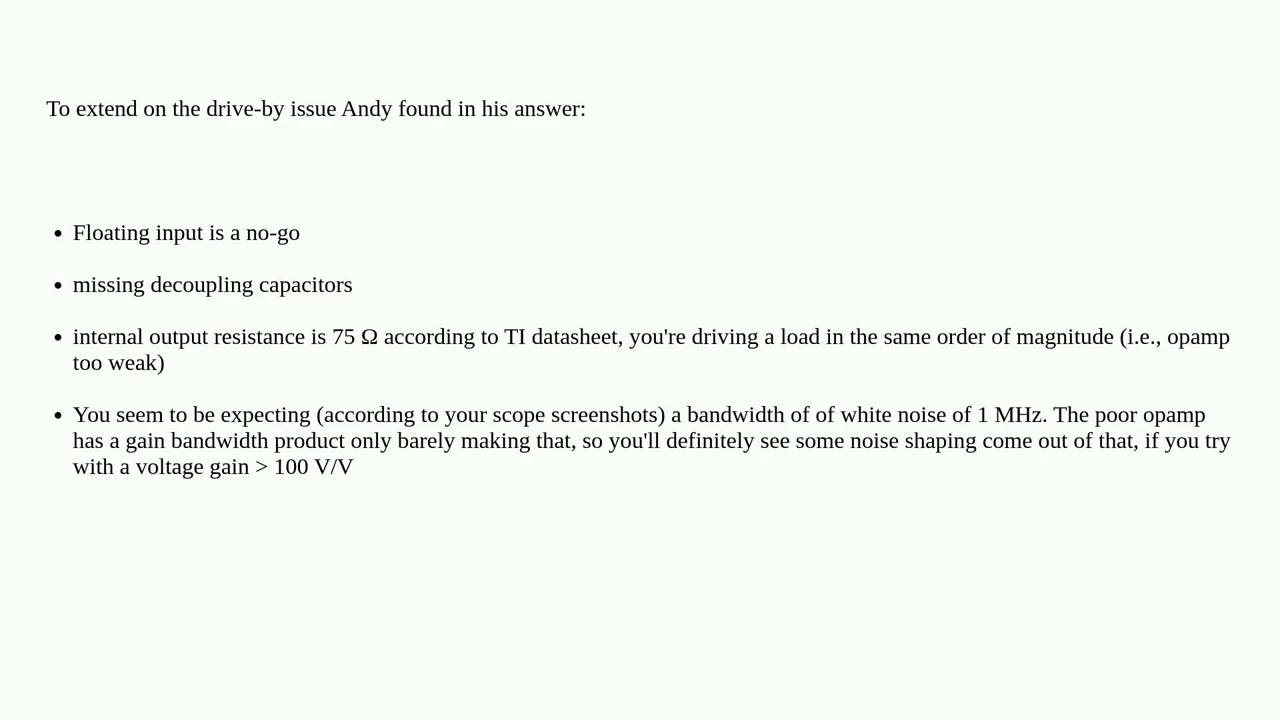 To extend on the drive-by issue Andy found in his answer:
• Floating input is a no-go
• missing decoupling capacitors
• internal output resistance is 75 Ω according to TI datasheet, you're driving a load in the same order of magnitude (i.e., opamp
too weak)
• You seem to be expecting (according to your scope screenshots) a bandwidth of of white noise of 1 MHz. The poor opamp
has a gain bandwidth product only barely making that, so you'll definitely see some noise shaping come out of that, if you try
with a voltage gain > 100 V/V